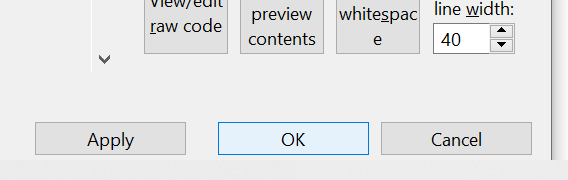 View/edit
raw code
preview
contents
whitespac
e
line width:
40
Apply
OK
Cancel